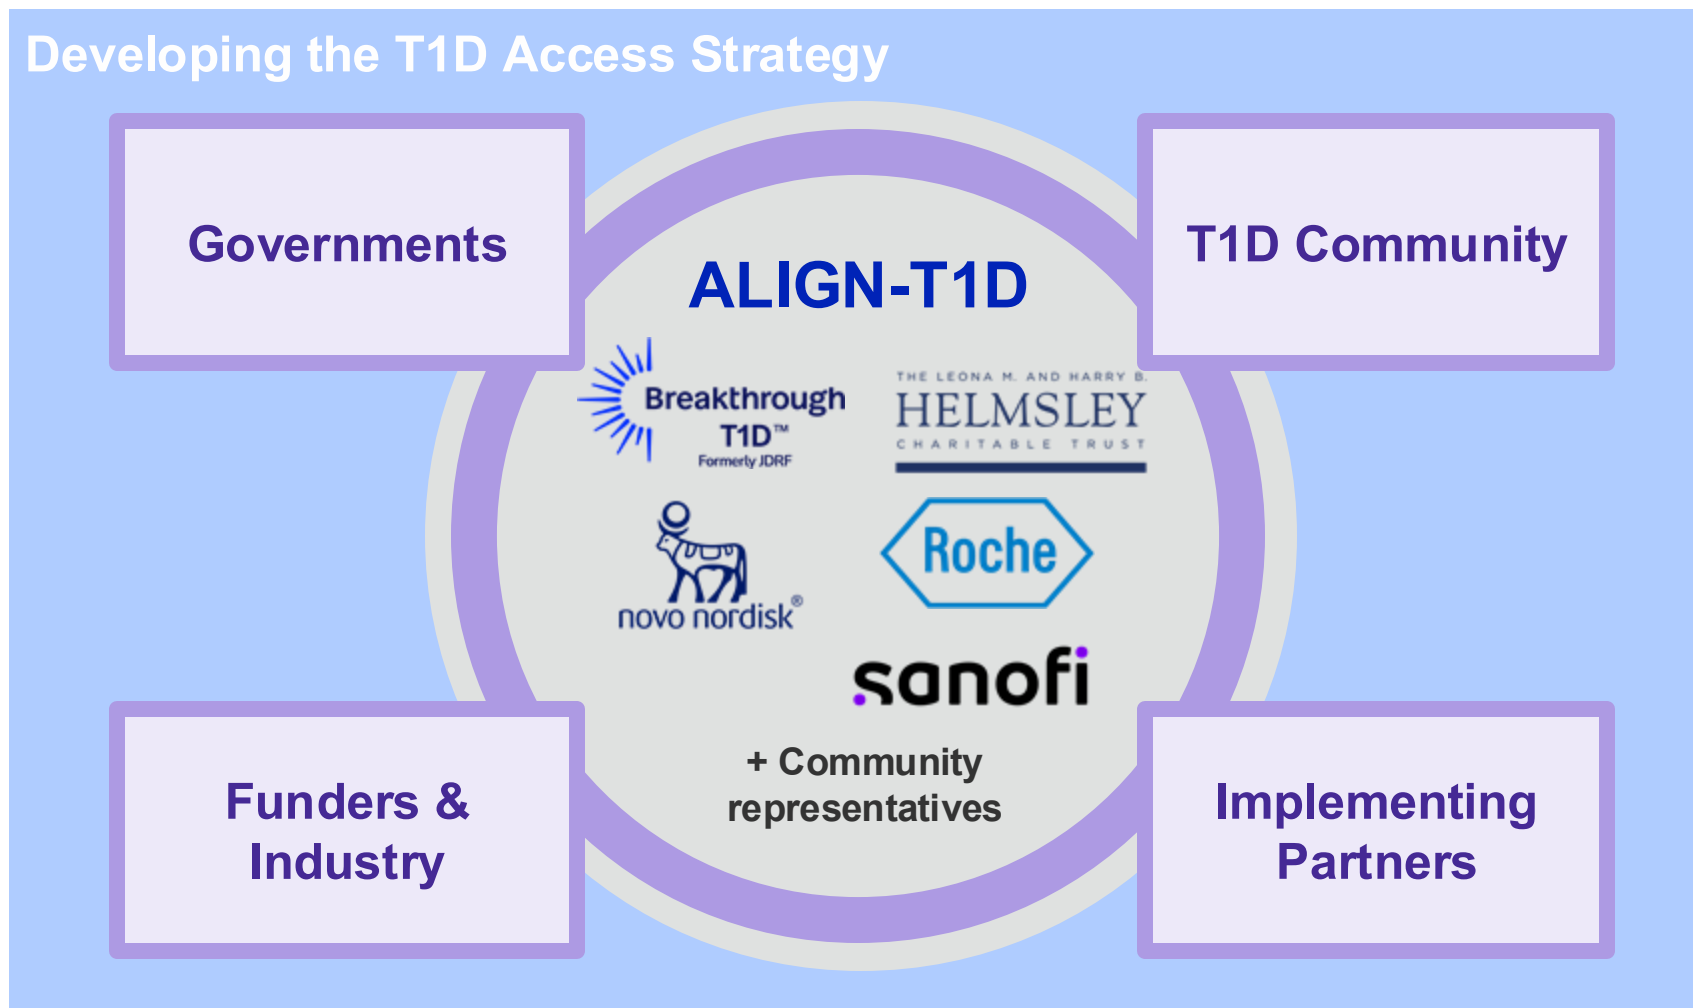 Developing the T1D Access Strategy
Governments
T1D Community
ALIGN-T1D
Breakthrough
T1D™
Formerly JDRF
THE LEONA M. AND HARRY B.
HELMSLEY
CHARITABLE TRUST
novo nordisk®
Roche
sanofi
+ Community
representatives
Funders &
Industry
Implementing
Partners